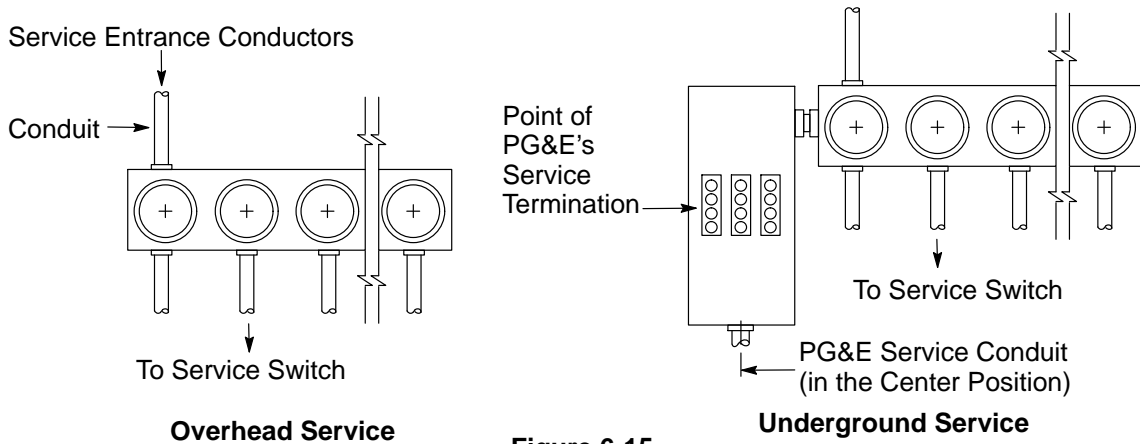 Service Entrance Conductors
Conduit
To Service Switch
Overhead Service
Point of
PG&E's
Service
Termination
To Service Switch
PG&E Service Conduit
(in the Center Position)
Underground Service
Figure 6-15